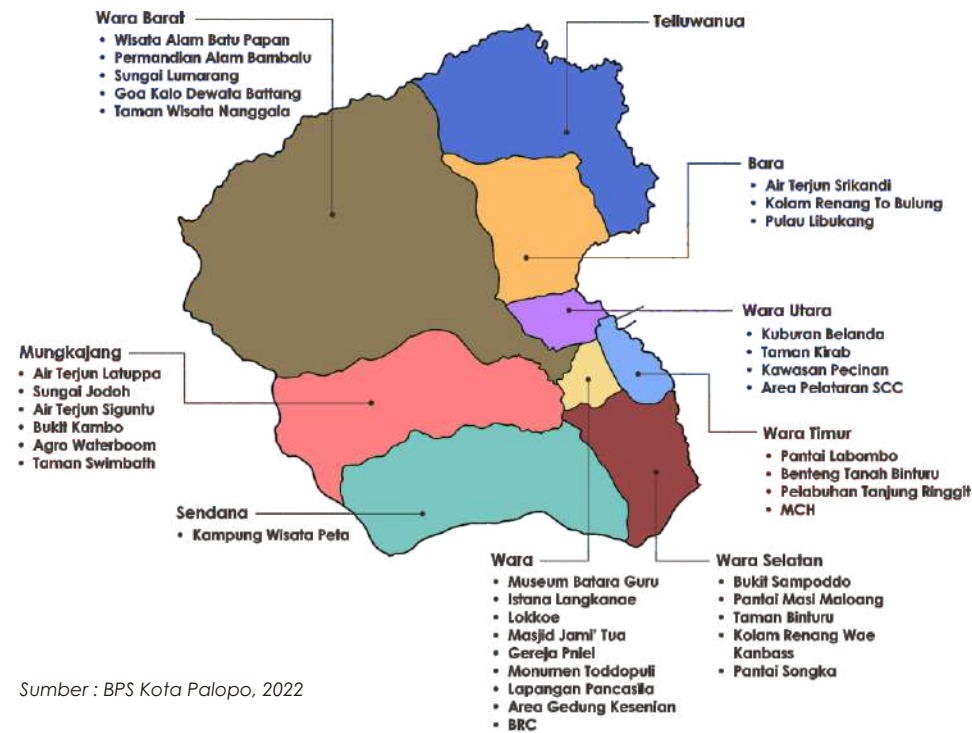 Wara Barat
• Wisata Alam Batu Papan
• Permandian Alam Bambalu
• Sungai Lumarang
• Goa Kalo Dewata Battang
• Taman Wisata Nanggala
Telluwanua
Bara
• Air Terjun Srikandi
• Kolam Renang To Bulung
• Pulau Libukang
Wara Utara
• Kuburan Belanda
• Taman Kirab
• Kawasan Pecinan
• Area Pelataran SCC
Mungkajang
• Air Terjun Latuppa
• Sungai Jodoh
• Air Terjun Siguntu
• Bukit Kambo
• Agro Waterboom
• Taman Swimbath
Wara Timur
• Pantai Labombo
• Benteng Tanah Binturu
• Pelabuhan Tanjung Ringgit
• MCH
Sendana
• Kampung Wisata Peta
Wara
• Museum Batara Guru
• Istana Langkanae
• Lokkoe
• Masjid Jami' Tua
• Gereja Pniel
• Monumen Toddopuli
• Lapangan Pancasila
• Area Gedung Kesenian
• BRC
Wara Selatan
• Bukit Sampoddo
• Pantai Masi Maloang
• Taman Binturu
• Kolam Renang Wae
Kanbass
• Pantai Songka
Sumber : BPS Kota Palopo, 2022